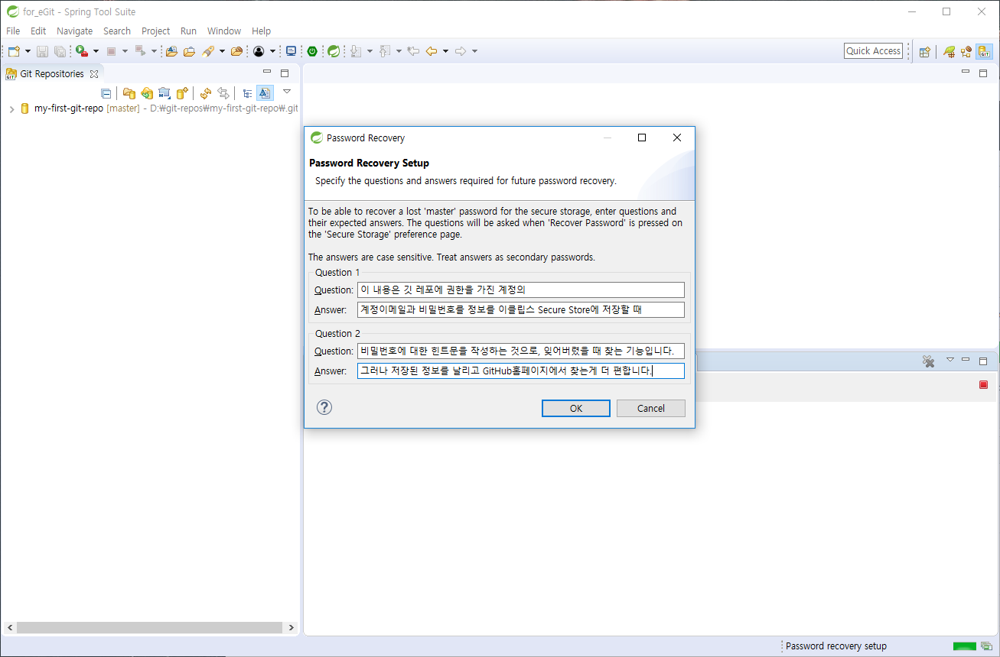 for_eGit - Spring Tool Suite
File Edit Navigate Search Project Run Window Help
Quick Access
GIT
GIT Git Repositories
my-first-git-repo [master] - D:₩git-repos₩my-first-git-repo₩.git
Password Recovery
Password Recovery Setup
Specify the questions and answers required for future password recovery.
To be able to recover a lost 'master' password for the secure storage, enter questions and
their expected answers. The questions will be asked when 'Recover Password' is pressed on
the 'Secure Storage' preference page.
The answers are case sensitive. Treat answers as secondary passwords.
Question 1
Question: 이 내용은 깃 레포에 권한을 가진 계정의
Answer: 계정이메일과 비밀번호를 정보를 이클립스 Secure Store에 저장할 때
Question 2
Question: 비밀번호에 대한 힌트문을 작성하는 것으로, 잊어버렸을 때 찾는 기능입니다.
Answer: 그러나 저장된 정보를 날리고 GitHub홈페이지에서 찾는게 더 편합니다.
OK Cancel
Password recovery setup